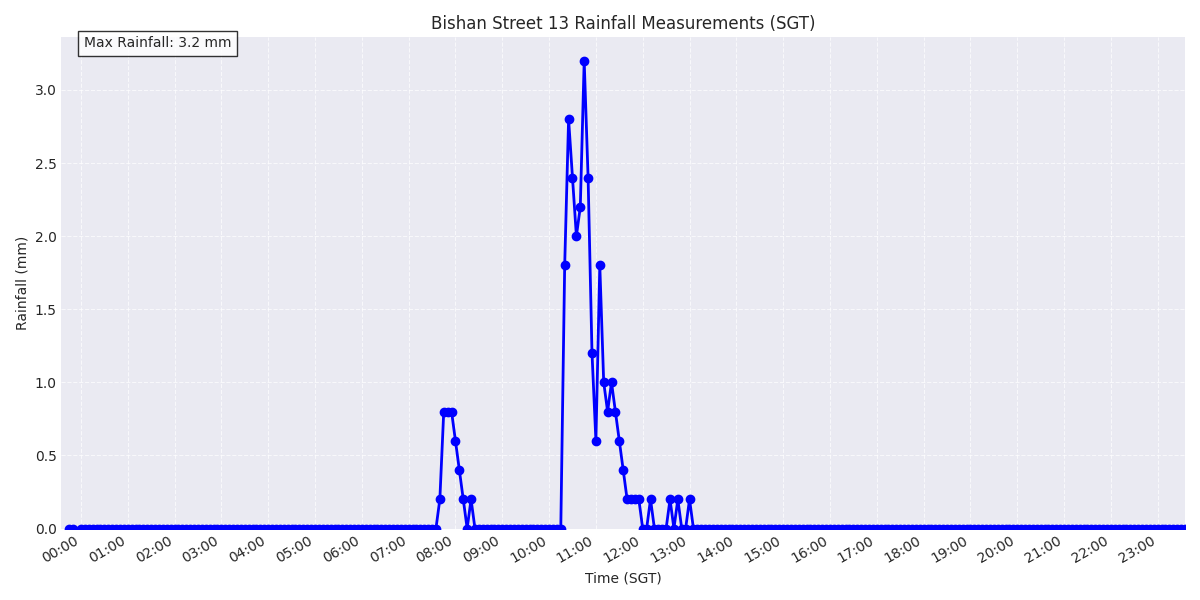 Bishan Street 13 Rainfall Measurements (SGT)
Max Rainfall: 3.2 mm
Rainfall (mm)
3.0
2.5
2.0
1.5
1.0
0.5
0.0
00:00 01:00 02:00 03:00 04:00 05:00 06:00 07:00 08:00 09:00 10:00 11:00 12:00 13:00 14:00 15:00 16:00 17:00 18:00 19:00 20:00 21:00 22:00 23:00
Time (SGT)